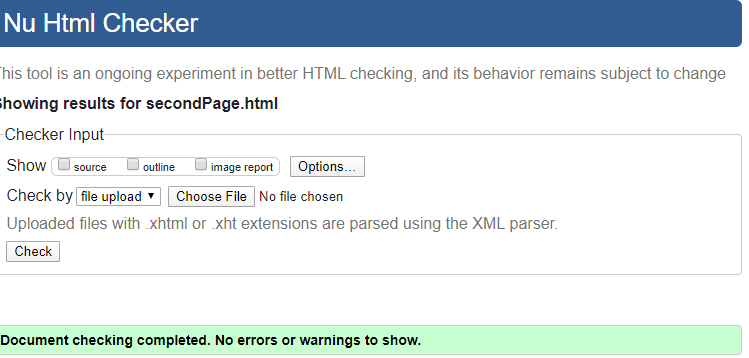 Nu Html Checker
This tool is an ongoing experiment in better HTML checking, and its behavior remains subject to change
Showing results for secondPage.html
Checker Input
Show source outline image report Options...
Check by file upload Choose File No file chosen
Uploaded files with .xhtml or .xht extensions are parsed using the XML parser.
Check
Document checking completed. No errors or warnings to show.